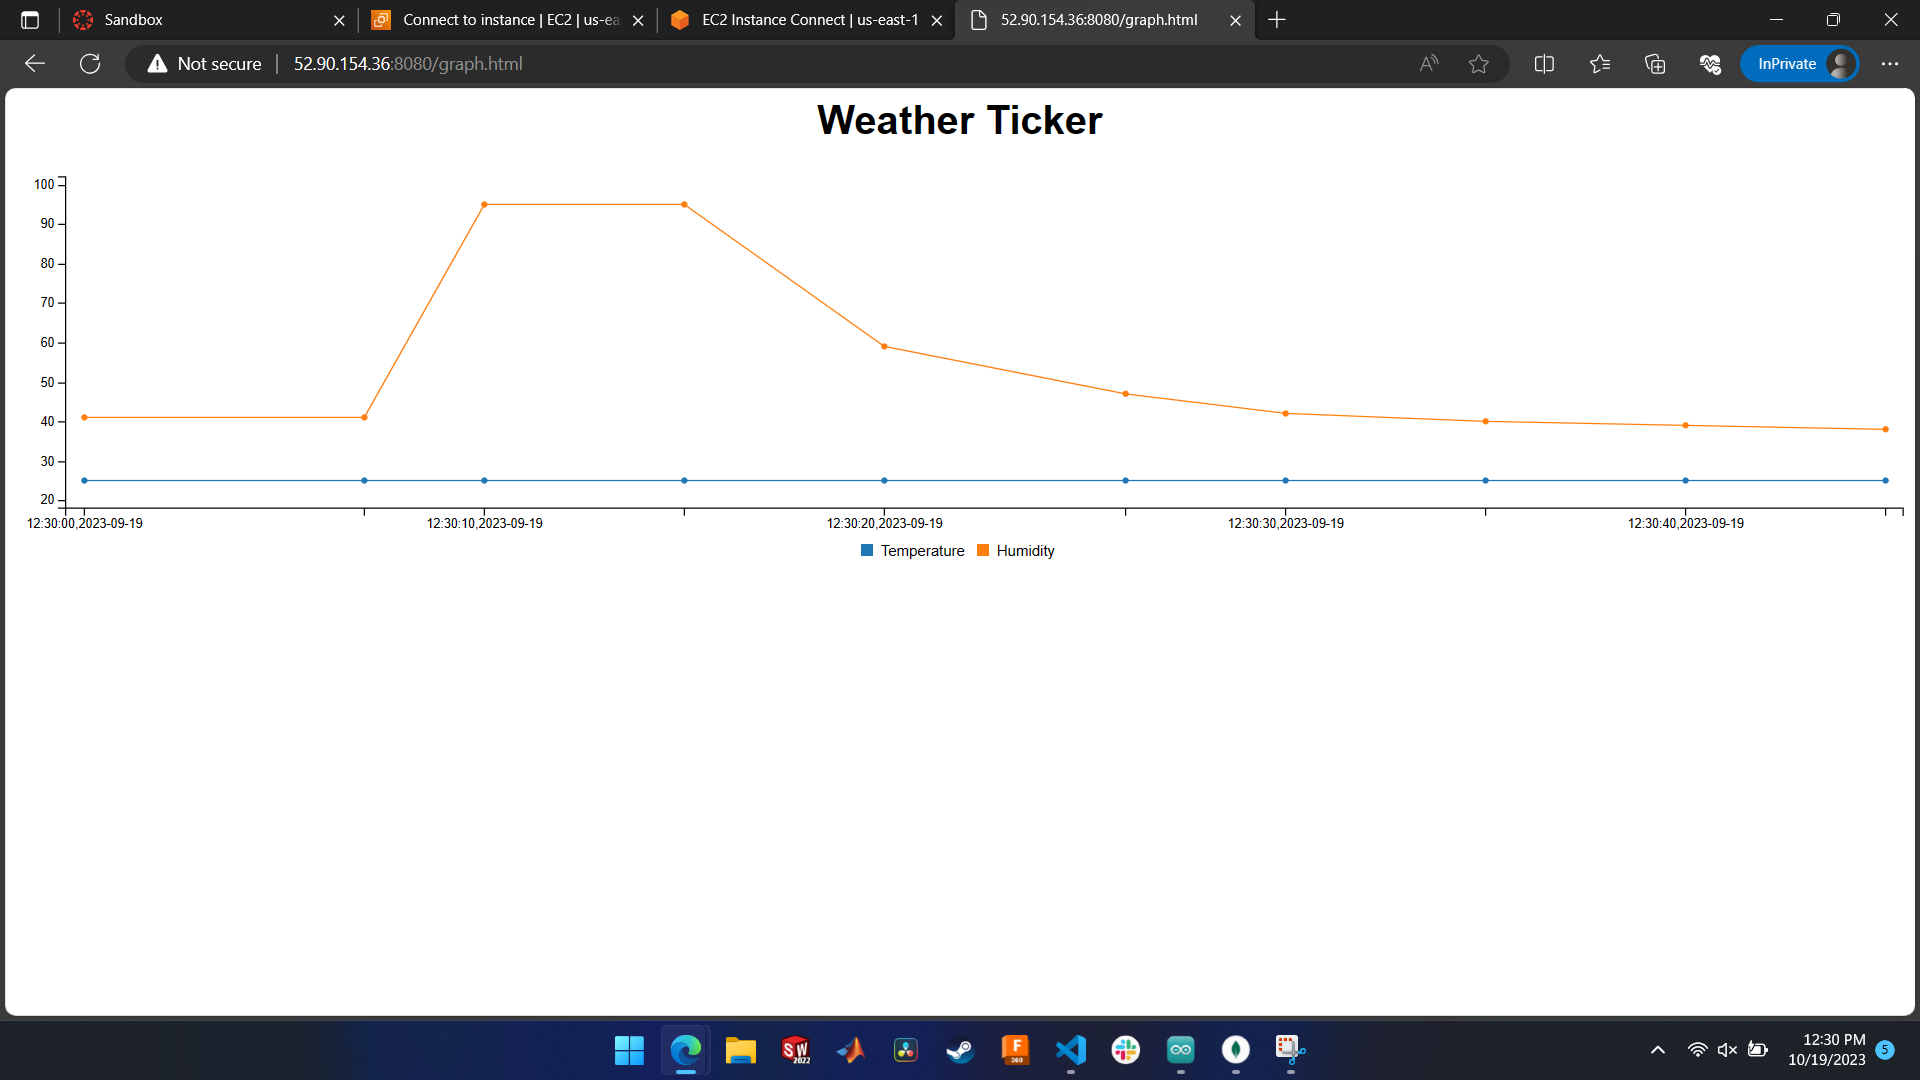 Sandbox
Connect to instance | EC2 | us-ea
EC2 Instance Connect | us-east-1
52.90.154.36:8080/graph.html
Not secure
52.90.154.36:8080/graph.html
InPrivate
Weather Ticker
100
90
80
70
60
50
40
30
20
12:30:00,2023-09-19
12:30:10,2023-09-19
12:30:20,2023-09-19
12:30:30,2023-09-19
12:30:40,2023-09-19
Temperature
Humidity
SW
2022
F
360
12:30 PM
10/19/2023
5